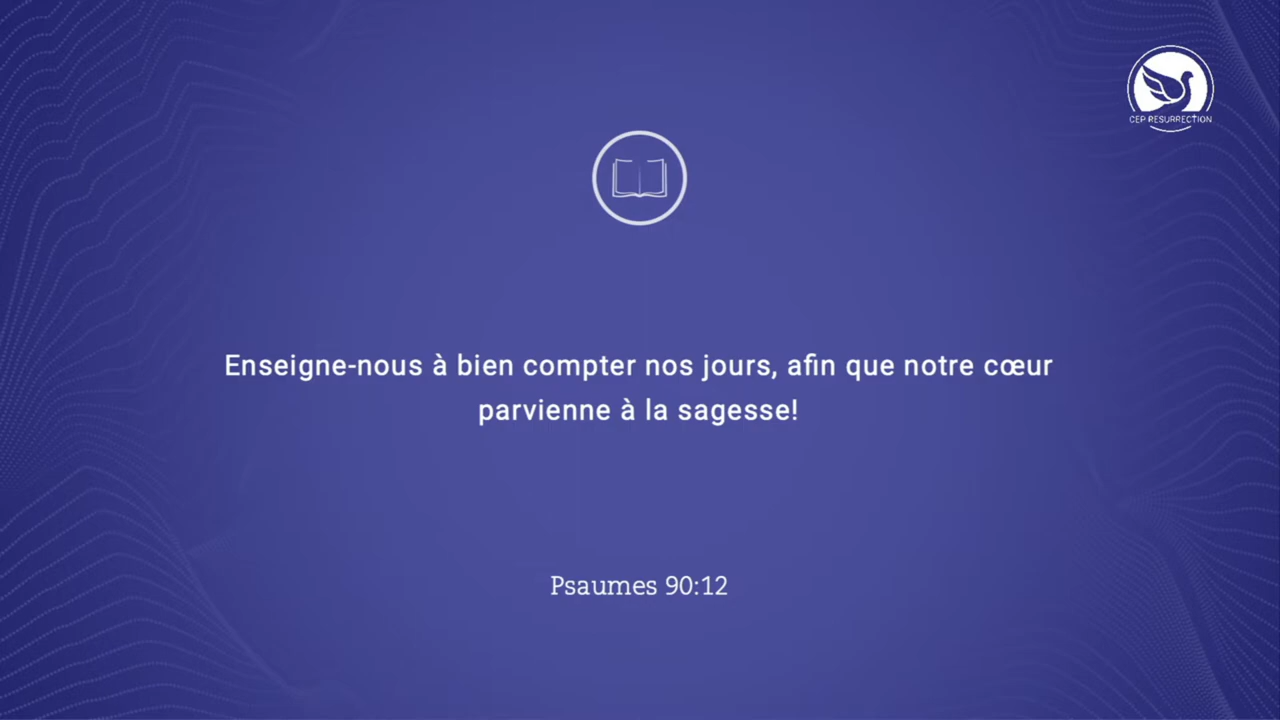 CEP RESURRECTION
Enseigne-nous à bien compter nos jours, afin que notre cœur
parvienne à la sagesse!
Psaumes 90:12